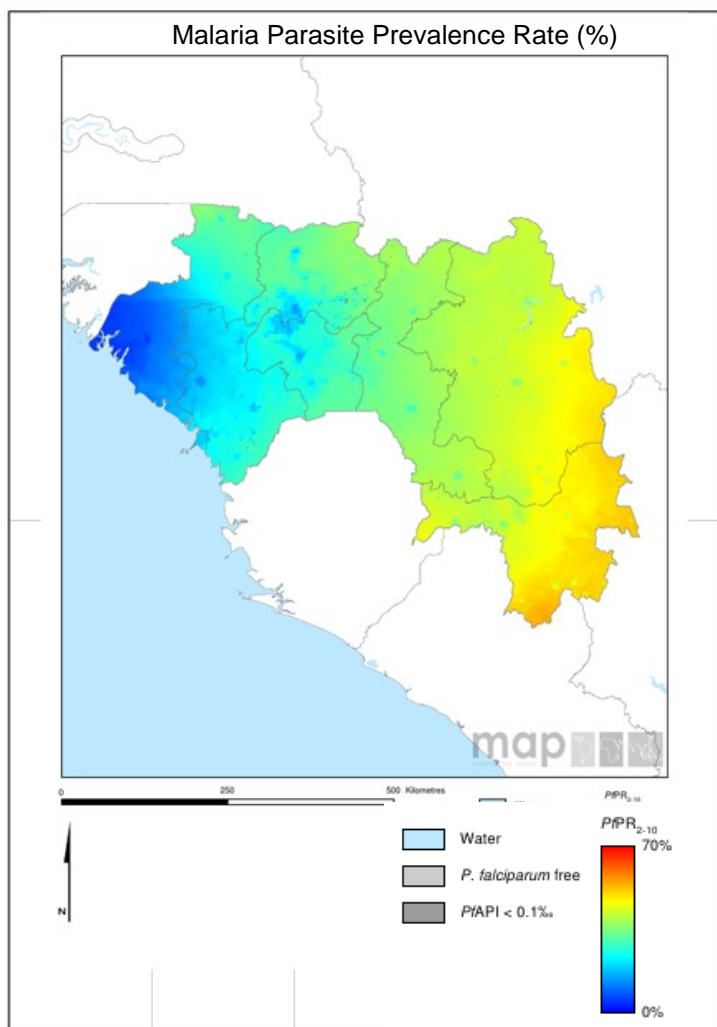 Malaria Parasite Prevalence Rate (%)
map
0 250 500 Kilometres
PfPR2-10
PfPR2-10
Water
70%
P. falciparum free
PfAPI < 0.1‰
N
0%